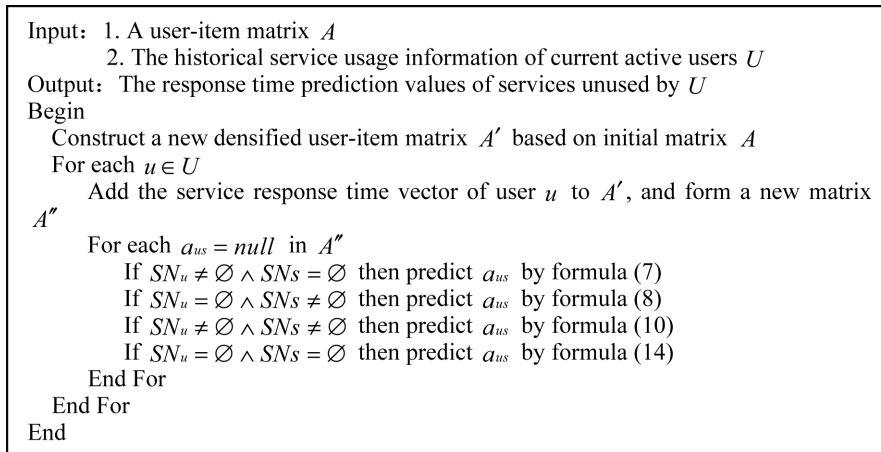 Input: 1. A user-item matrix A
2. The historical service usage information of current active users U
Output: The response time prediction values of services unused by U
Begin
Construct a new densified user-item matrix A′ based on initial matrix A
For each u ∈ U
Add the service response time vector of user u to A′, and form a new matrix
A″
For each aus = null in A″
If SNu ≠ ∅ ∧ SNs = ∅ then predict aus by formula (7)
If SNu = ∅ ∧ SNs ≠ ∅ then predict aus by formula (8)
If SNu ≠ ∅ ∧ SNs ≠ ∅ then predict aus by formula (10)
If SNu = ∅ ∧ SNs = ∅ then predict aus by formula (14)
End For
End For
End